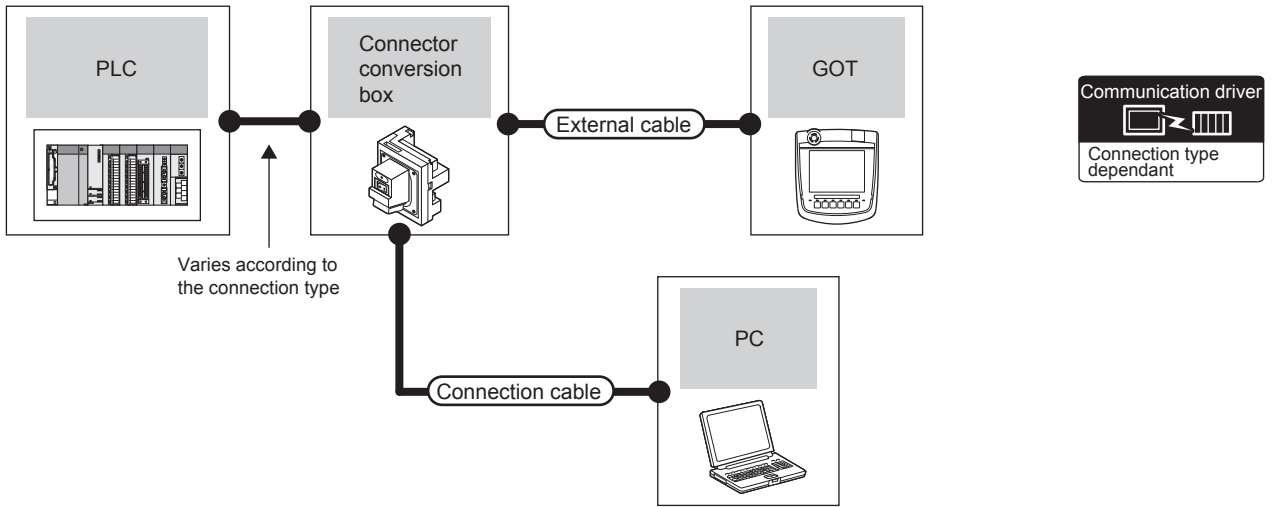 PLC
Connector
conversion
box
External cable
GOT
Communication driver
Connection type
dependant
Varies according to
the connection type
Connection cable
PC